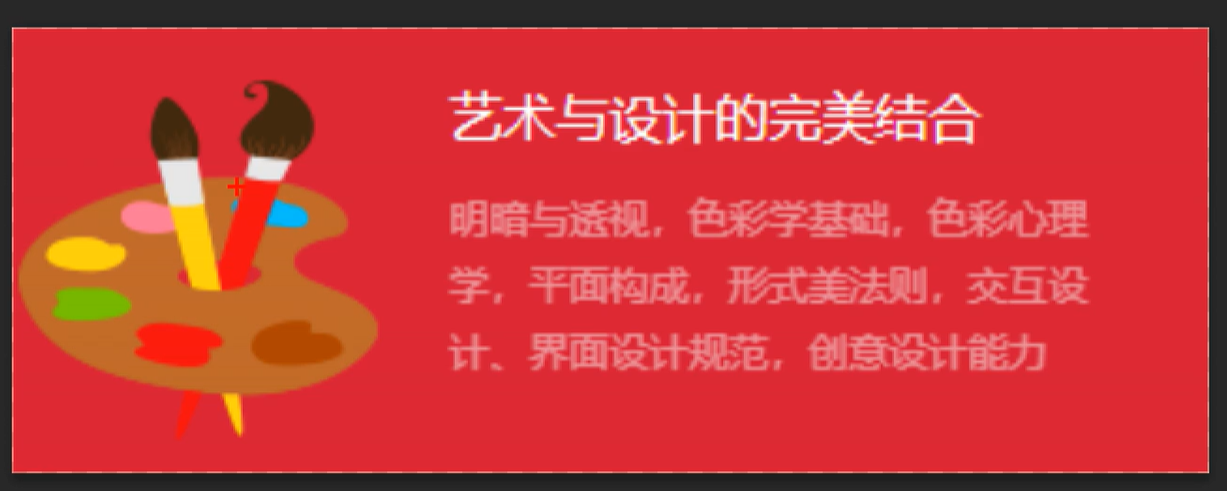 艺术与设计的完美结合
明暗与透视，色彩学基础，色彩心理
学，平面构成，形式美法则，交互设
计、界面设计规范，创意设计能力